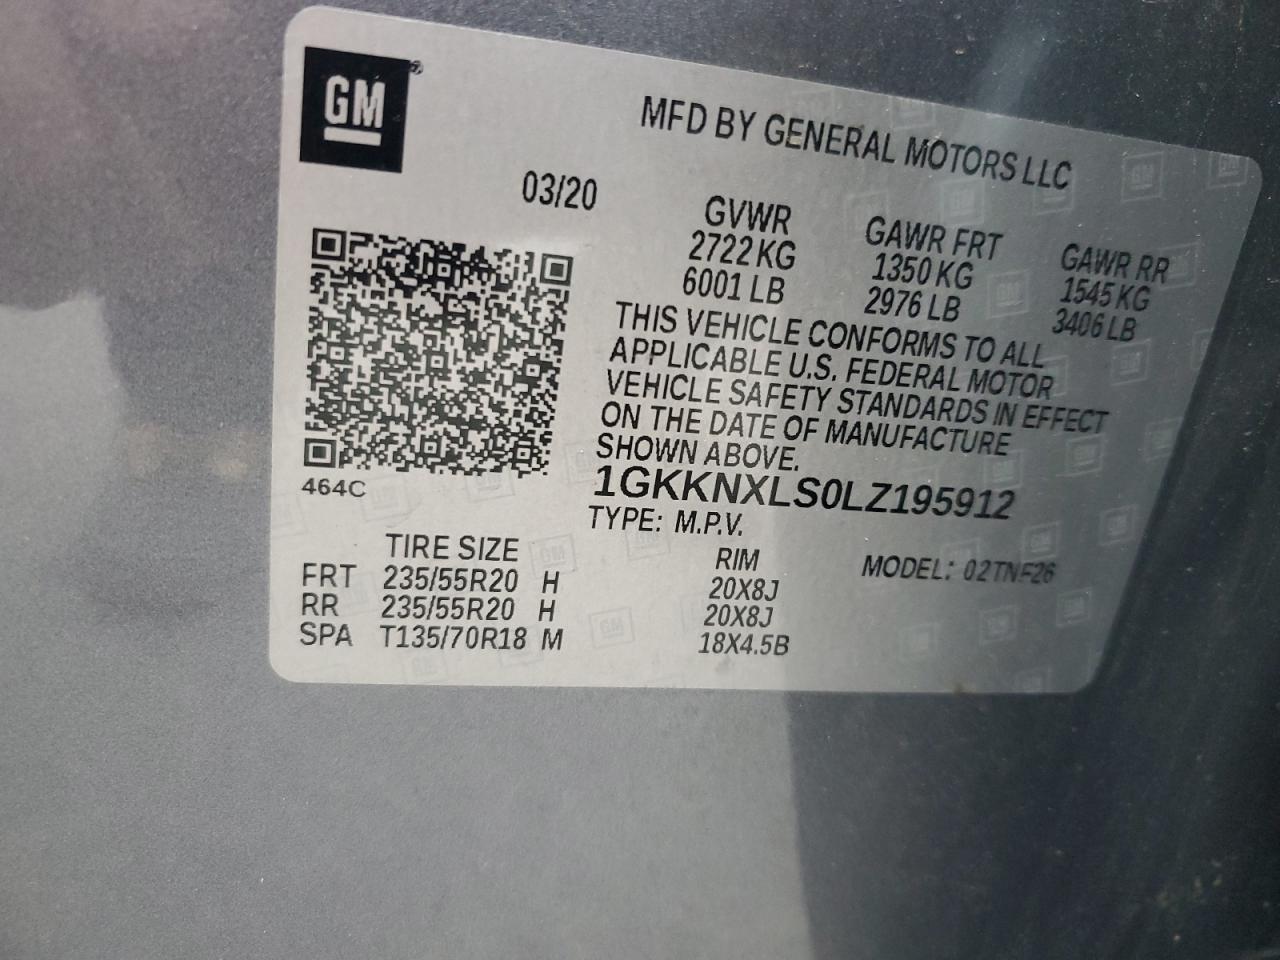 GM
MFD BY GENERAL MOTORS LLC
03/20
GVWR GAWR FRT GAWR RR
2722 KG 1350 KG 1545 KG
6001 LB 2976 LB 3406 LB
THIS VEHICLE CONFORMS TO ALL
APPLICABLE U.S. FEDERAL MOTOR
VEHICLE SAFETY STANDARDS IN EFFECT
ON THE DATE OF MANUFACTURE
SHOWN ABOVE.
464C
1GKKNXLS0LZ195912
TYPE: M.P.V.
TIRE SIZE RIM MODEL: 02TNF26
FRT 235/55R20 H 20X8J
RR 235/55R20 H 20X8J
SPA T135/70R18 M 18X4.5B